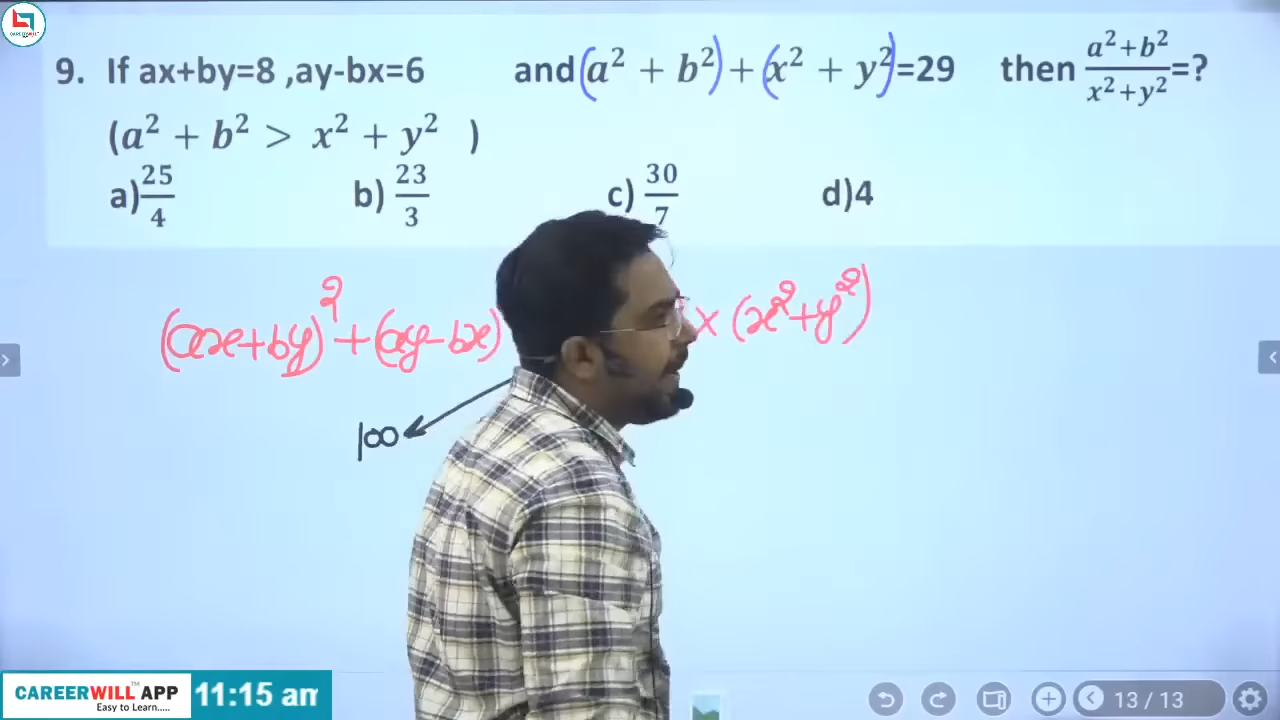 CAREERWILL
9. If ax+by=8 ,ay-bx=6 and (a² + b²) + (x² + y²)=29 then (a²+b²)/(x²+y²)=?
(a² + b² > x² + y² )
a) 25/4 b) 23/3 c) 30/7 d)4
(ax+by)² + (ay-bx) × (x²+y²)
100
CAREERWILL APP
Easy to Learn.....
11:15 am
13 / 13